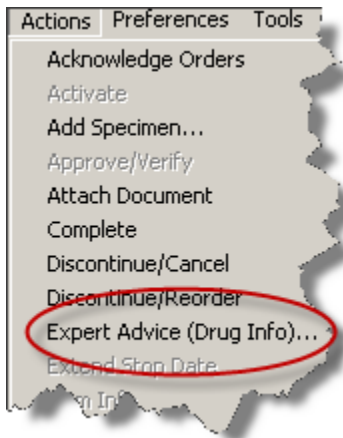 Actions Preferences Tools
Acknowledge Orders
Activate
Add Specimen...
Approve/Verify
Attach Document
Complete
Discontinue/Cancel
Discontinue/Reorder
Expert Advice (Drug Info)...
Extend Stop Date